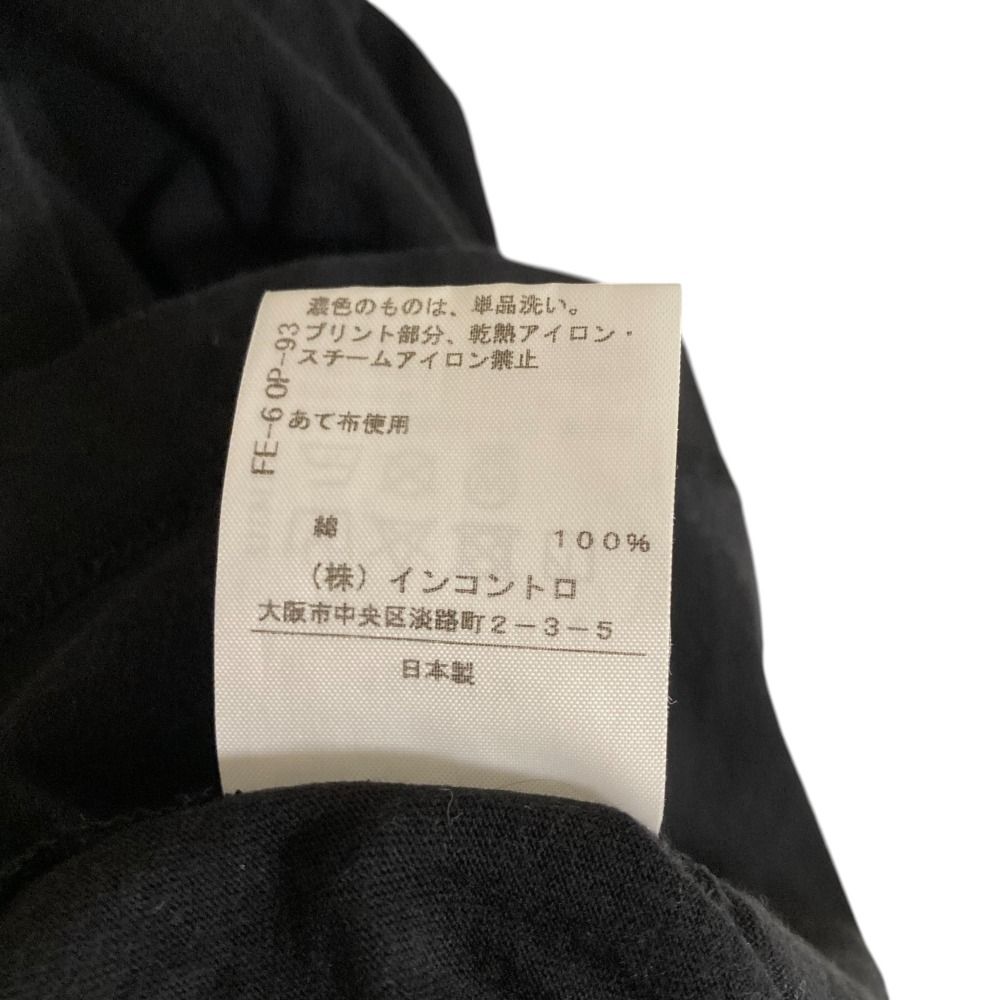 濃色のものは、単品洗い。
プリント部分、乾熱アイロン・
スチームアイロン禁止
FE-6 OP-93
あて布使用
綿 100%
(株)インコントロ
大阪市中央区淡路町2-3-5
日本製